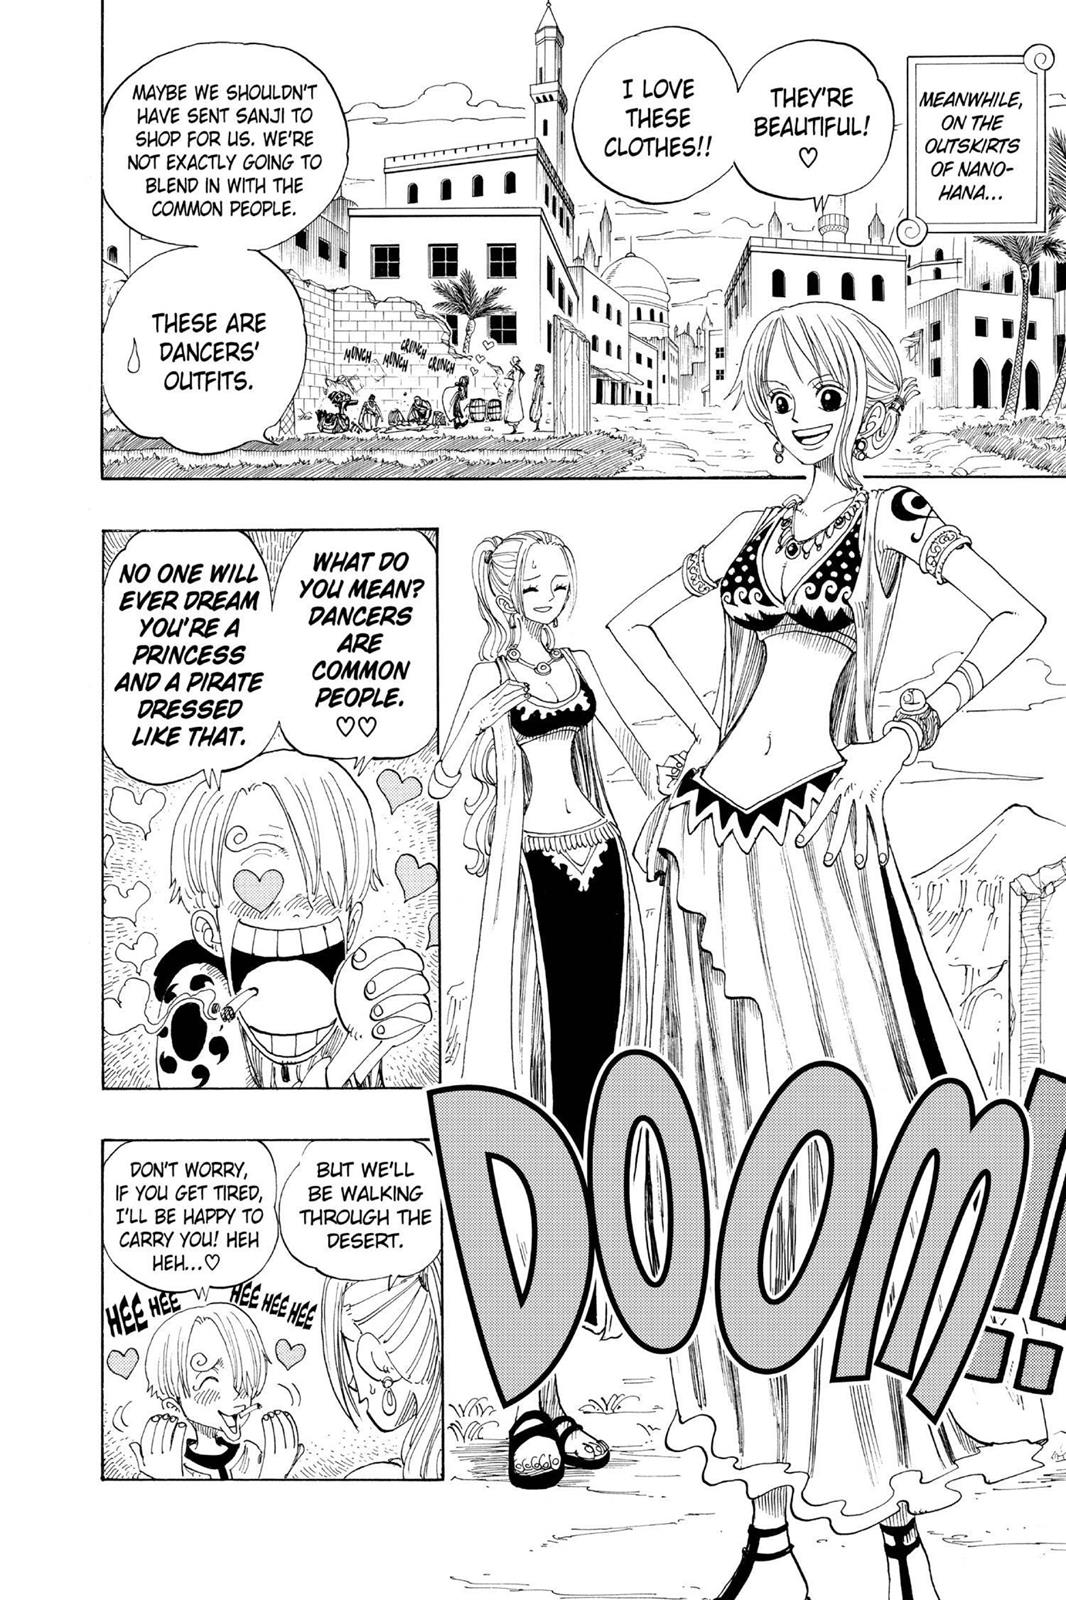 MEANWHILE,
ON THE
OUTSKIRTS
OF NANO-
HANA...
THEY'RE
BEAUTIFUL!
♡
I LOVE
THESE
CLOTHES!!
MAYBE WE SHOULDN'T
HAVE SENT SANJI TO
SHOP FOR US. WE'RE
NOT EXACTLY GOING TO
BLEND IN WITH THE
COMMON PEOPLE.
THESE ARE
DANCERS'
OUTFITS.
CRUNCH
CRUNCH
MUNCH
MUNCH
WHAT DO
YOU MEAN?
DANCERS
ARE
COMMON
PEOPLE.
♡♡
NO ONE WILL
EVER DREAM
YOU'RE A
PRINCESS
AND A PIRATE
DRESSED
LIKE THAT.
DOOM!!
BUT WE'LL
BE WALKING
THROUGH THE
DESERT.
DON'T WORRY,
IF YOU GET TIRED,
I'LL BE HAPPY TO
CARRY YOU! HEH
HEH...♡
HEE HEE HEE
HEE HEE